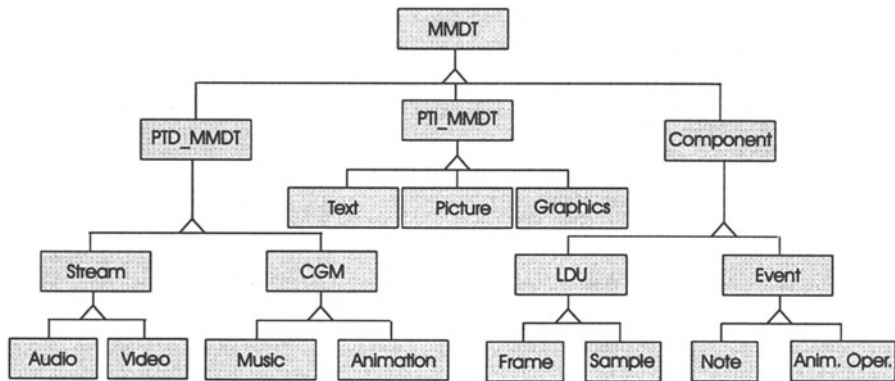 MMDT
PTD_MMDT
PTI_MMDT
Component
Text
Picture
Graphics
Stream
CGM
LDU
Event
Audio
Video
Music
Animation
Frame
Sample
Note
Anim. Oper.